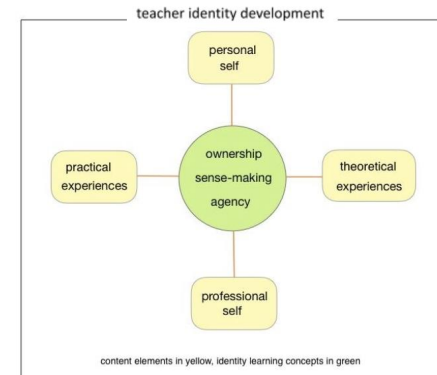 teacher identity development
personal
self
practical
experiences
ownership
sense-making
agency
theoretical
experiences
professional
self
content elements in yellow, identity learning concepts in green